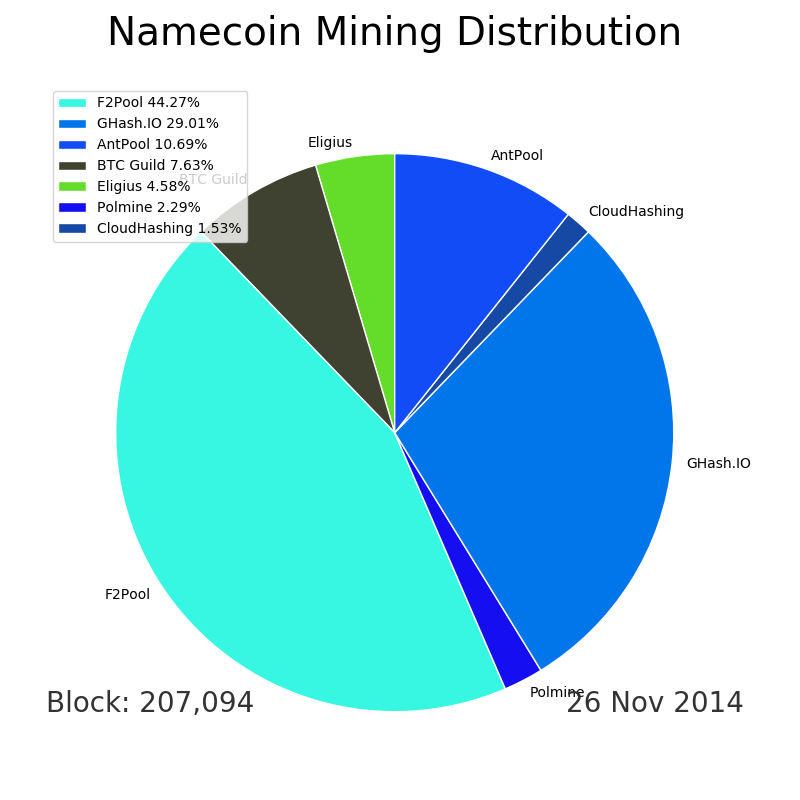 Namecoin Mining Distribution
F2Pool 44.27%
GHash.IO 29.01%
AntPool 10.69%
BTC Guild 7.63%
Eligius 4.58%
Polmine 2.29%
CloudHashing 1.53%
Eligius
AntPool
BTC Guild
CloudHashing
GHash.IO
F2Pool
Polmine
Block: 207,094
26 Nov 2014